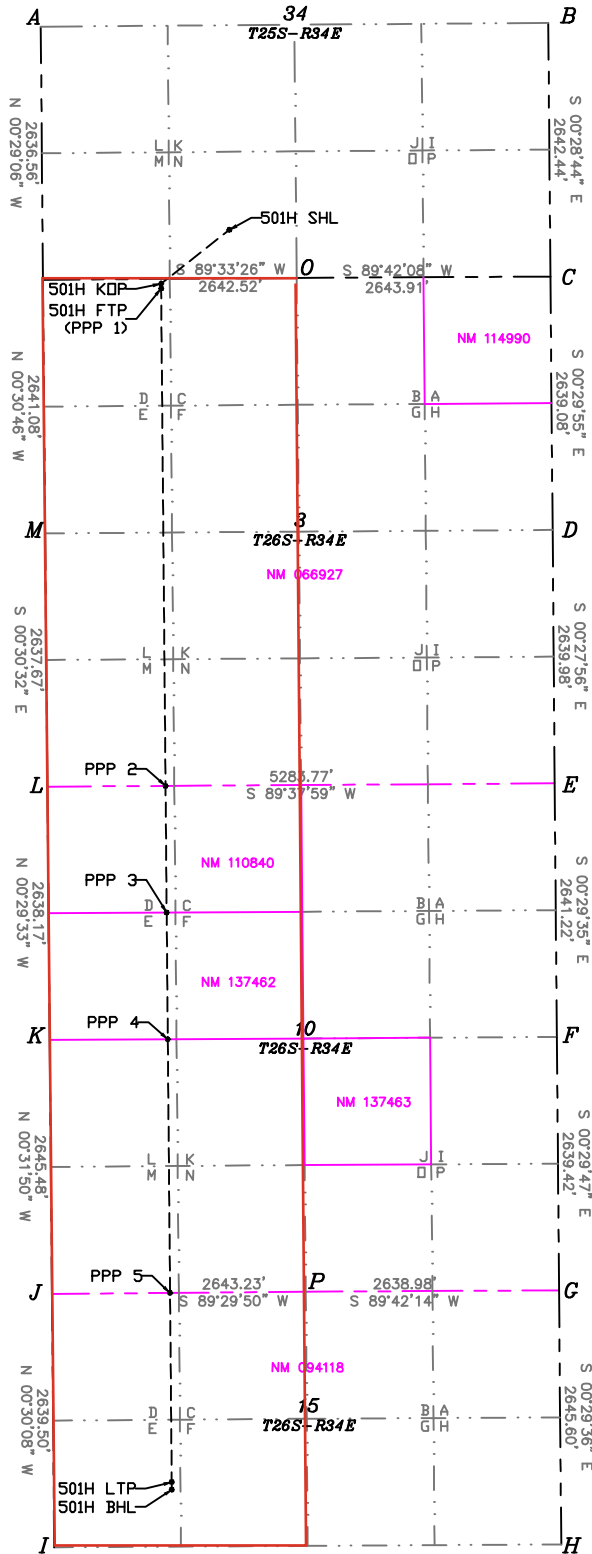 A
34
T25S-R34E
B
N 00°29'06" W
2636.56'
S 00°28'44" E
2642.44'
L K
M N
J I
O P
501H SHL
S 89°33'26" W
2642.52'
O
S 89°42'08" W
2643.91'
C
501H KOP
501H FTP
(PPP 1)
NM 114990
N 00°30'46" W
2641.08'
S 00°29'55" E
2639.08'
D C
E F
B A
G H
M
3
T26S-R34E
D
NM 066927
S 00°30'32" E
2637.67'
S 00°27'56" E
2639.98'
L K
M N
J I
O P
PPP 2
L
5283.77'
S 89°37'59" W
E
NM 110840
PPP 3
N 00°29'33" W
2638.17'
S 00°29'35" E
2641.22'
D C
E F
B A
G H
NM 137462
PPP 4
K
10
T26S-R34E
F
NM 137463
N 00°31'50" W
2645.48'
S 00°29'47" E
2639.42'
L K
M N
J I
O P
PPP 5
J
2643.23'
S 89°29'50" W
P
2638.98'
S 89°42'14" W
G
NM 094118
N 00°30'08" W
2639.50'
S 00°29'36" E
2645.60'
D C
E F
15
T26S-R34E
B A
G H
501H LTP
501H BHL
I
H